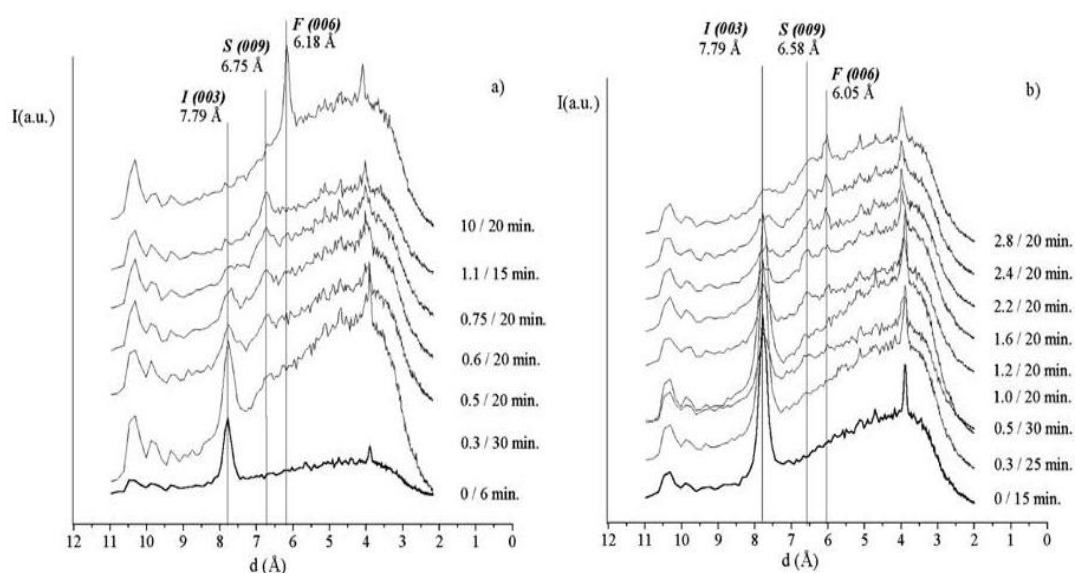 F (006)
6.18 Å
S (009)
6.75 Å
I (003)
7.79 Å
a)
I(a.u.)
10 / 20 min.
1.1 / 15 min.
0.75 / 20 min.
0.6 / 20 min.
0.5 / 20 min.
0.3 / 30 min.
0 / 6 min.
12 11 10 9 8 7 6 5 4 3 2 1 0
d (Å)
I (003)
7.79 Å
S (009)
6.58 Å
F (006)
6.05 Å
b)
I(a.u.)
2.8 / 20 min.
2.4 / 20 min.
2.2 / 20 min.
1.6 / 20 min.
1.2 / 20 min.
1.0 / 20 min.
0.5 / 30 min.
0.3 / 25 min.
0 / 15 min.
12 11 10 9 8 7 6 5 4 3 2 1 0
d (Å)